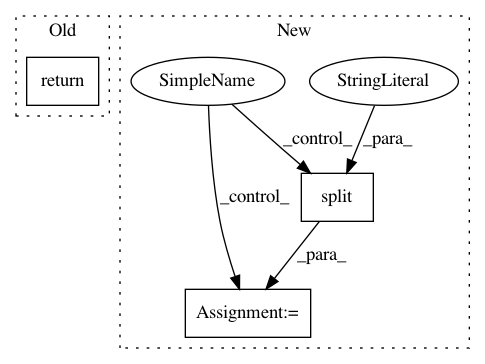 Old
New
return
SimpleName
StringLiteral
_control_
_para_
_control_
split
_para_
Assignment:=